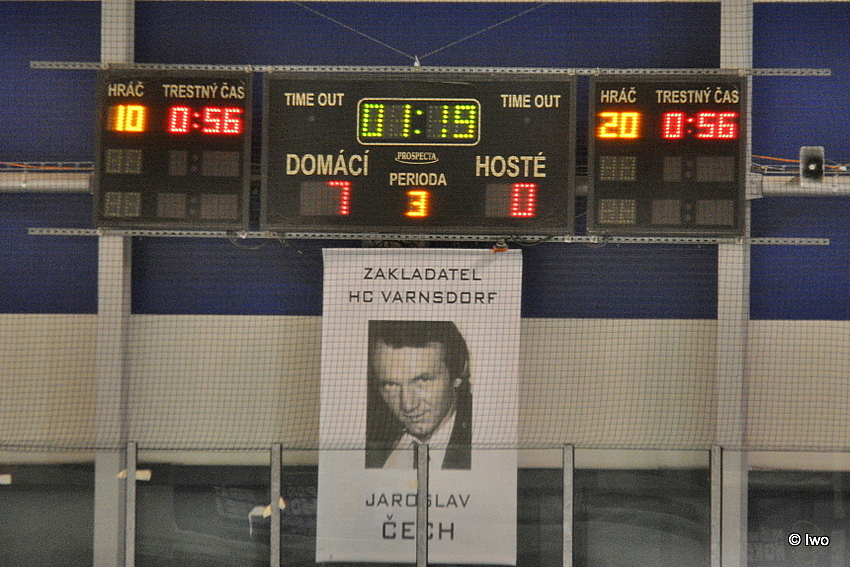 HRÁČ TRESTNÝ ČAS
10 0:56
TIME OUT 01:19 TIME OUT
PROSPECTA
DOMÁCÍ PERIODA HOSTÉ
7 3 0
HRÁČ TRESTNÝ ČAS
20 0:56
ZAKLADATEL
HC VARNSDORF
JAROSLAV
ČECH
© Iwo